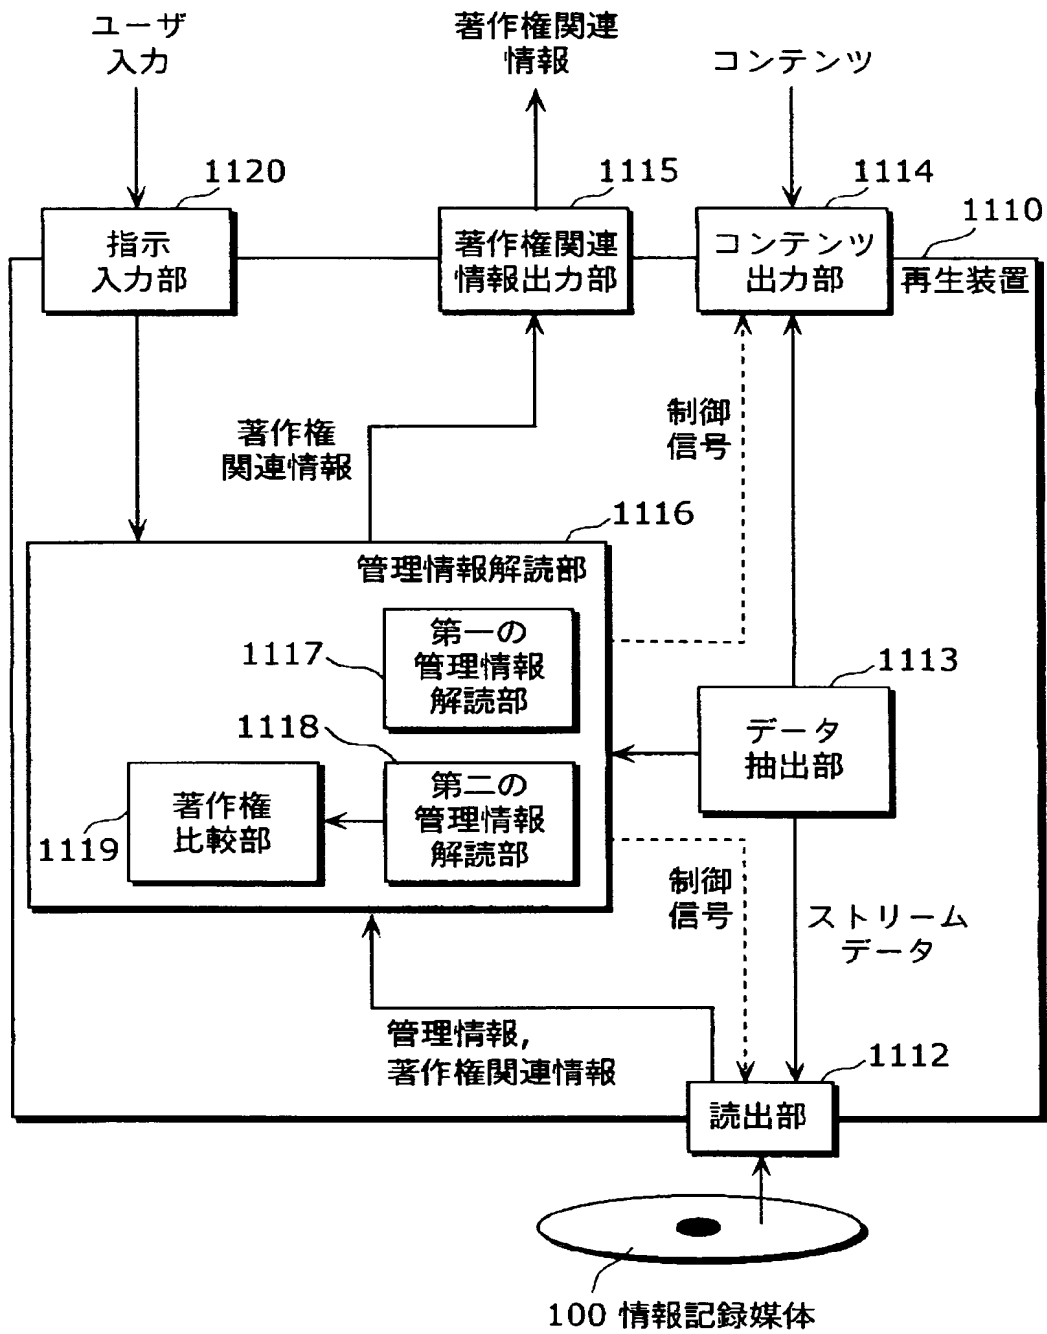 ユーザ
入力
著作権関連
情報
コンテンツ
1120
1115
1114
1110
指示
入力部
著作権関連
情報出力部
コンテンツ
出力部
再生装置
著作権
関連情報
制御
信号
1116
管理情報解読部
1117
第一の
管理情報
解読部
1113
データ
抽出部
1118
第二の
管理情報
解読部
著作権
比較部
1119
制御
信号
ストリーム
データ
管理情報,
著作権関連情報
1112
読出部
100 情報記録媒体